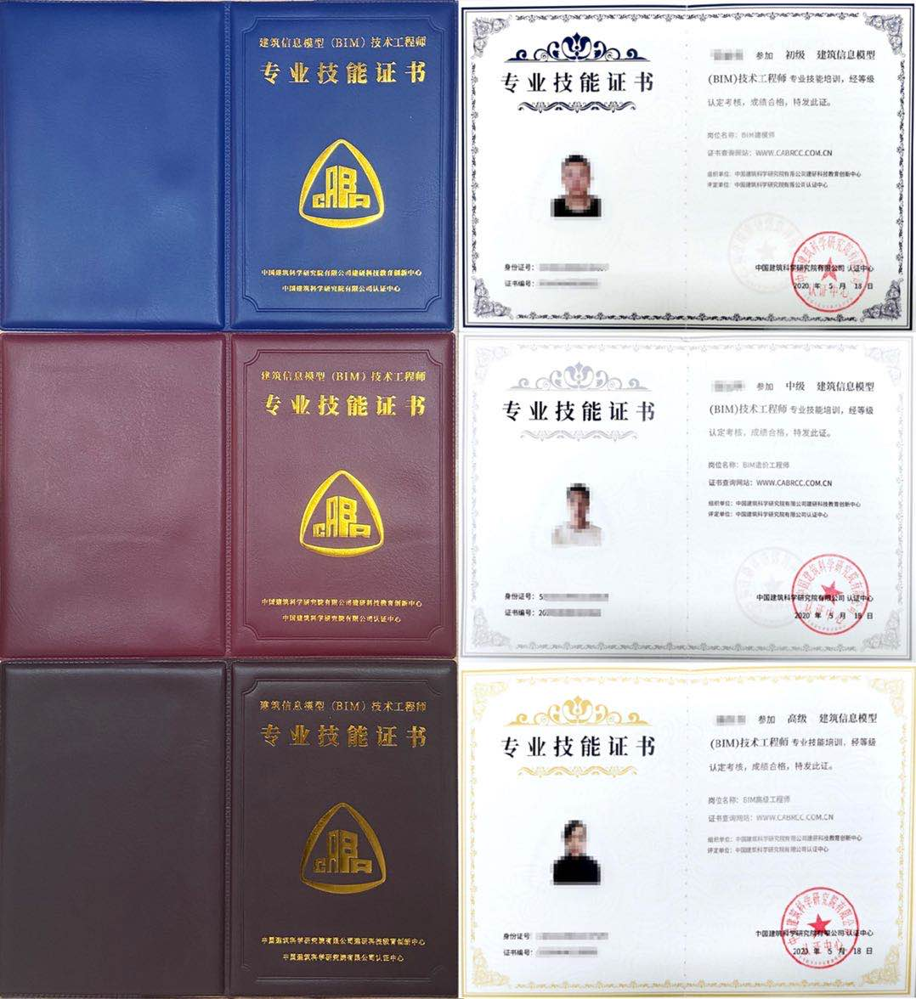 建筑信息模型（BIM）技术工程师
专业技能证书
CABR
中国建筑科学研究院有限公司建研科技教育创新中心
中国建筑科学研究院有限公司认证中心
专业技能证书
身份证号：
证书编号：
参加 初级 建筑信息模型
(BIM)技术工程师 专业技能培训，经等级
认定考核，成绩合格，特发此证。
岗位名称：BIM建模师
证书查询网站：WWW.CABRCC.COM.CN
组织单位：中国建筑科学研究院有限公司建研科技教育创新中心
评定单位：中国建筑科学研究院有限公司认证中心
中国建筑科学研究院有限公司 认证中心
2020 年 5 月 18 日
建筑信息模型（BIM）技术工程师
专业技能证书
CABR
中国建筑科学研究院有限公司建研科技教育创新中心
中国建筑科学研究院有限公司认证中心
专业技能证书
身份证号：5
证书编号：20
参加 中级 建筑信息模型
(BIM)技术工程师 专业技能培训，经等级
认定考核，成绩合格，特发此证。
岗位名称：BIM造价工程师
证书查询网站：WWW.CABRCC.COM.CN
组织单位：中国建筑科学研究院有限公司建研科技教育创新中心
评定单位：中国建筑科学研究院有限公司认证中心
中国建筑科学研究院有限公司 认证中心
2020 年 5 月 18 日
建筑信息模型（BIM）技术工程师
专业技能证书
CABR
中国建筑科学研究院有限公司建研科技教育创新中心
中国建筑科学研究院有限公司认证中心
专业技能证书
身份证号：
证书编号：
参加 高级 建筑信息模型
(BIM)技术工程师 专业技能培训，经等级
认定考核，成绩合格，特发此证。
岗位名称：BIM高级工程师
证书查询网站：WWW.CABRCC.COM.CN
组织单位：中国建筑科学研究院有限公司建研科技教育创新中心
评定单位：中国建筑科学研究院有限公司认证中心
中国建筑科学研究院有限公司 认证中心
2020 年 5 月 18 日